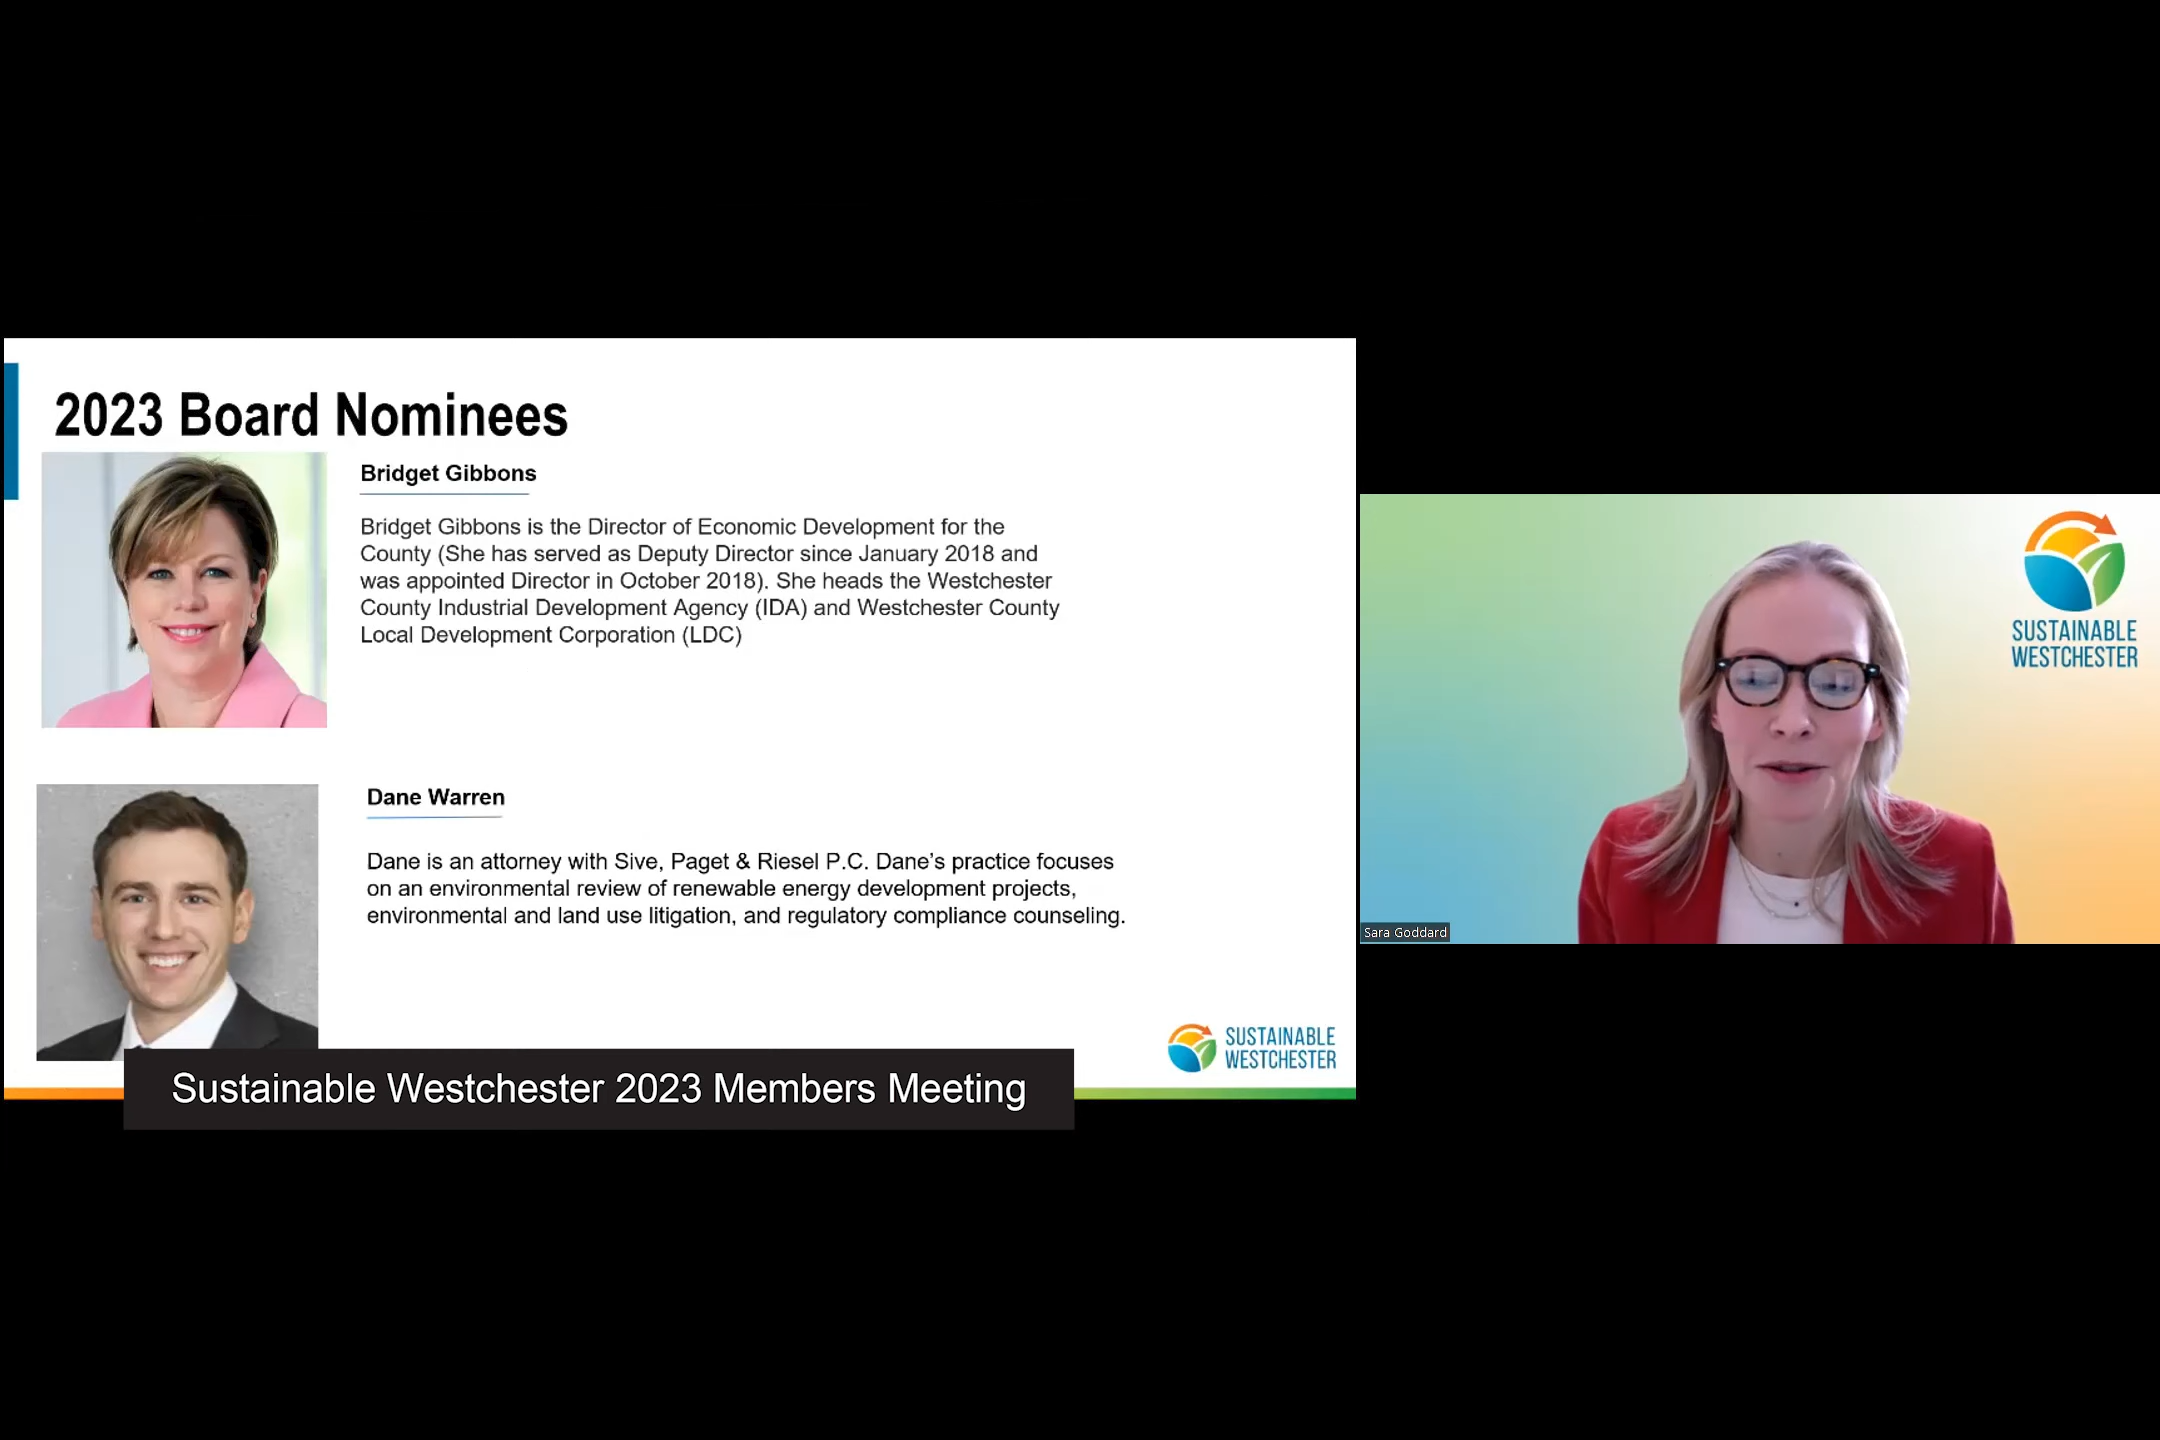 2023 Board Nominees
Bridget Gibbons
Bridget Gibbons is the Director of Economic Development for the
County (She has served as Deputy Director since January 2018 and
was appointed Director in October 2018). She heads the Westchester
County Industrial Development Agency (IDA) and Westchester County
Local Development Corporation (LDC)
Dane Warren
Dane is an attorney with Sive, Paget & Riesel P.C. Dane’s practice focuses
on an environmental review of renewable energy development projects,
environmental and land use litigation, and regulatory compliance counseling.
SUSTAINABLE
WESTCHESTER
Sustainable Westchester 2023 Members Meeting
SUSTAINABLE
WESTCHESTER
Sara Goddard